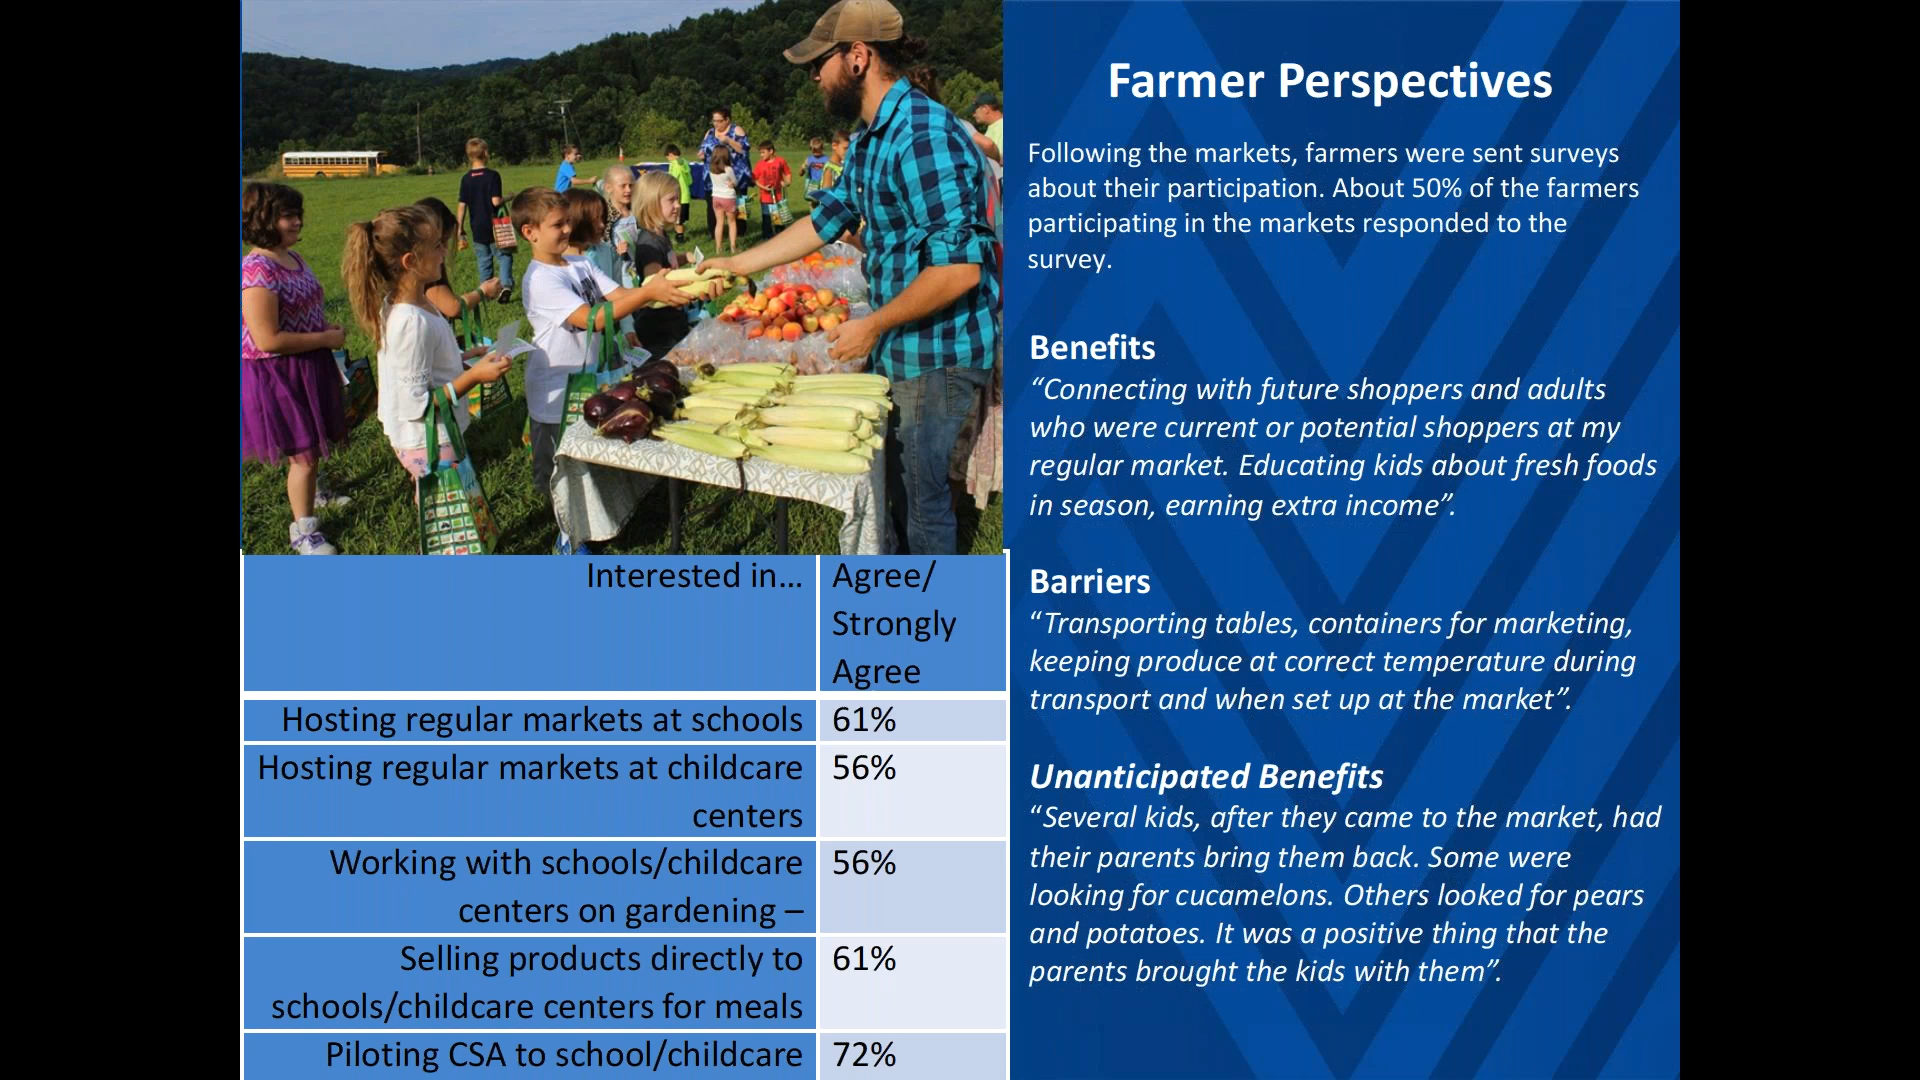 Farmer Perspectives
Following the markets, farmers were sent surveys
about their participation. About 50% of the farmers
participating in the markets responded to the
survey.
Benefits
“Connecting with future shoppers and adults
who were current or potential shoppers at my
regular market. Educating kids about fresh foods
in season, earning extra income”.
Barriers
“Transporting tables, containers for marketing,
keeping produce at correct temperature during
transport and when set up at the market”.
Unanticipated Benefits
“Several kids, after they came to the market, had
their parents bring them back. Some were
looking for cucamelons. Others looked for pears
and potatoes. It was a positive thing that the
parents brought the kids with them”.
Interested in...
Agree/
Strongly
Agree
Hosting regular markets at schools
61%
Hosting regular markets at childcare
centers
56%
Working with schools/childcare
centers on gardening –
56%
Selling products directly to
schools/childcare centers for meals
61%
Piloting CSA to school/childcare
72%